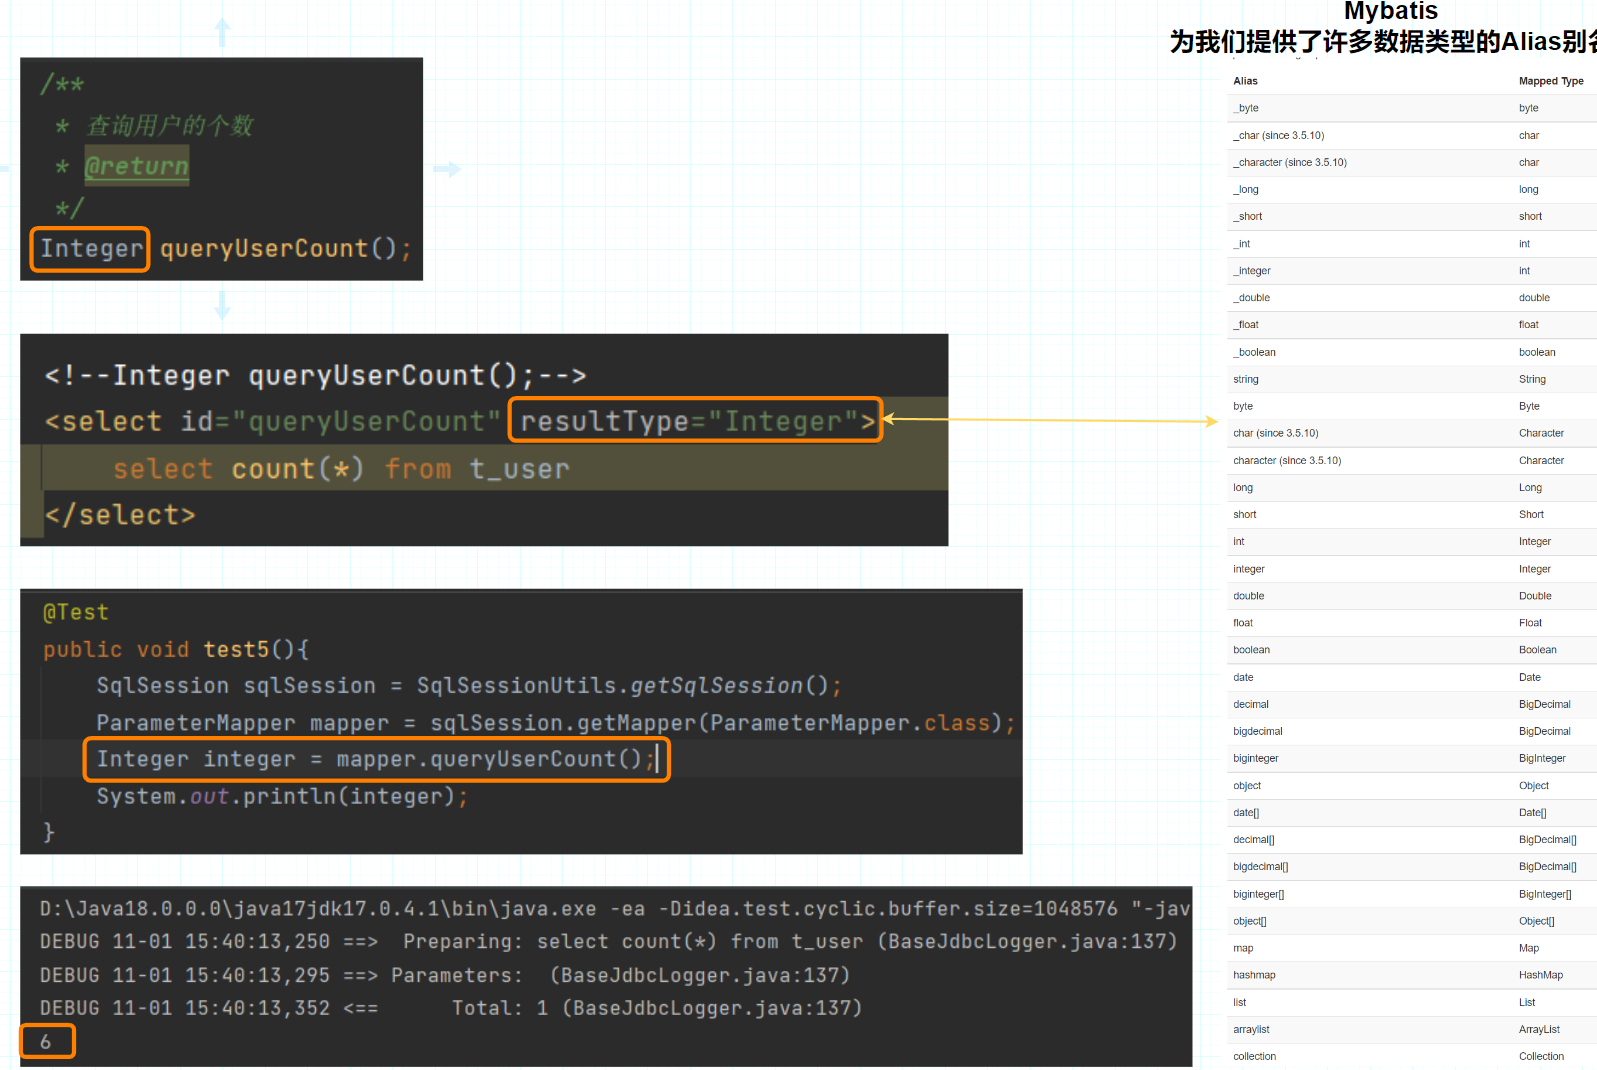 /**
* 查询用户的个数
* @return
*/
Integer queryUserCount();
<!--Integer queryUserCount();-->
<select id="queryUserCount" resultType="Integer">
select count(*) from t_user
</select>
@Test
public void test5(){
SqlSession sqlSession = SqlSessionUtils.getSqlSession();
ParameterMapper mapper = sqlSession.getMapper(ParameterMapper.class);
Integer integer = mapper.queryUserCount();
System.out.println(integer);
}
D:\Java18.0.0.0\java17jdk17.0.4.1\bin\java.exe -ea -Didea.test.cyclic.buffer.size=1048576 "-jav
DEBUG 11-01 15:40:13,250 ==>  Preparing: select count(*) from t_user (BaseJdbcLogger.java:137)
DEBUG 11-01 15:40:13,295 ==> Parameters:  (BaseJdbcLogger.java:137)
DEBUG 11-01 15:40:13,352 <==      Total: 1 (BaseJdbcLogger.java:137)
6
Mybatis
为我们提供了许多数据类型的Alias别名
Alias Mapped Type
_byte byte
_char (since 3.5.10) char
_character (since 3.5.10) char
_long long
_short short
_int int
_integer int
_double double
_float float
_boolean boolean
string String
byte Byte
char (since 3.5.10) Character
character (since 3.5.10) Character
long Long
short Short
int Integer
integer Integer
double Double
float Float
boolean Boolean
date Date
decimal BigDecimal
bigdecimal BigDecimal
biginteger BigInteger
object Object
date[] Date[]
decimal[] BigDecimal[]
bigdecimal[] BigDecimal[]
biginteger[] BigInteger[]
object[] Object[]
map Map
hashmap HashMap
list List
arraylist ArrayList
collection Collection